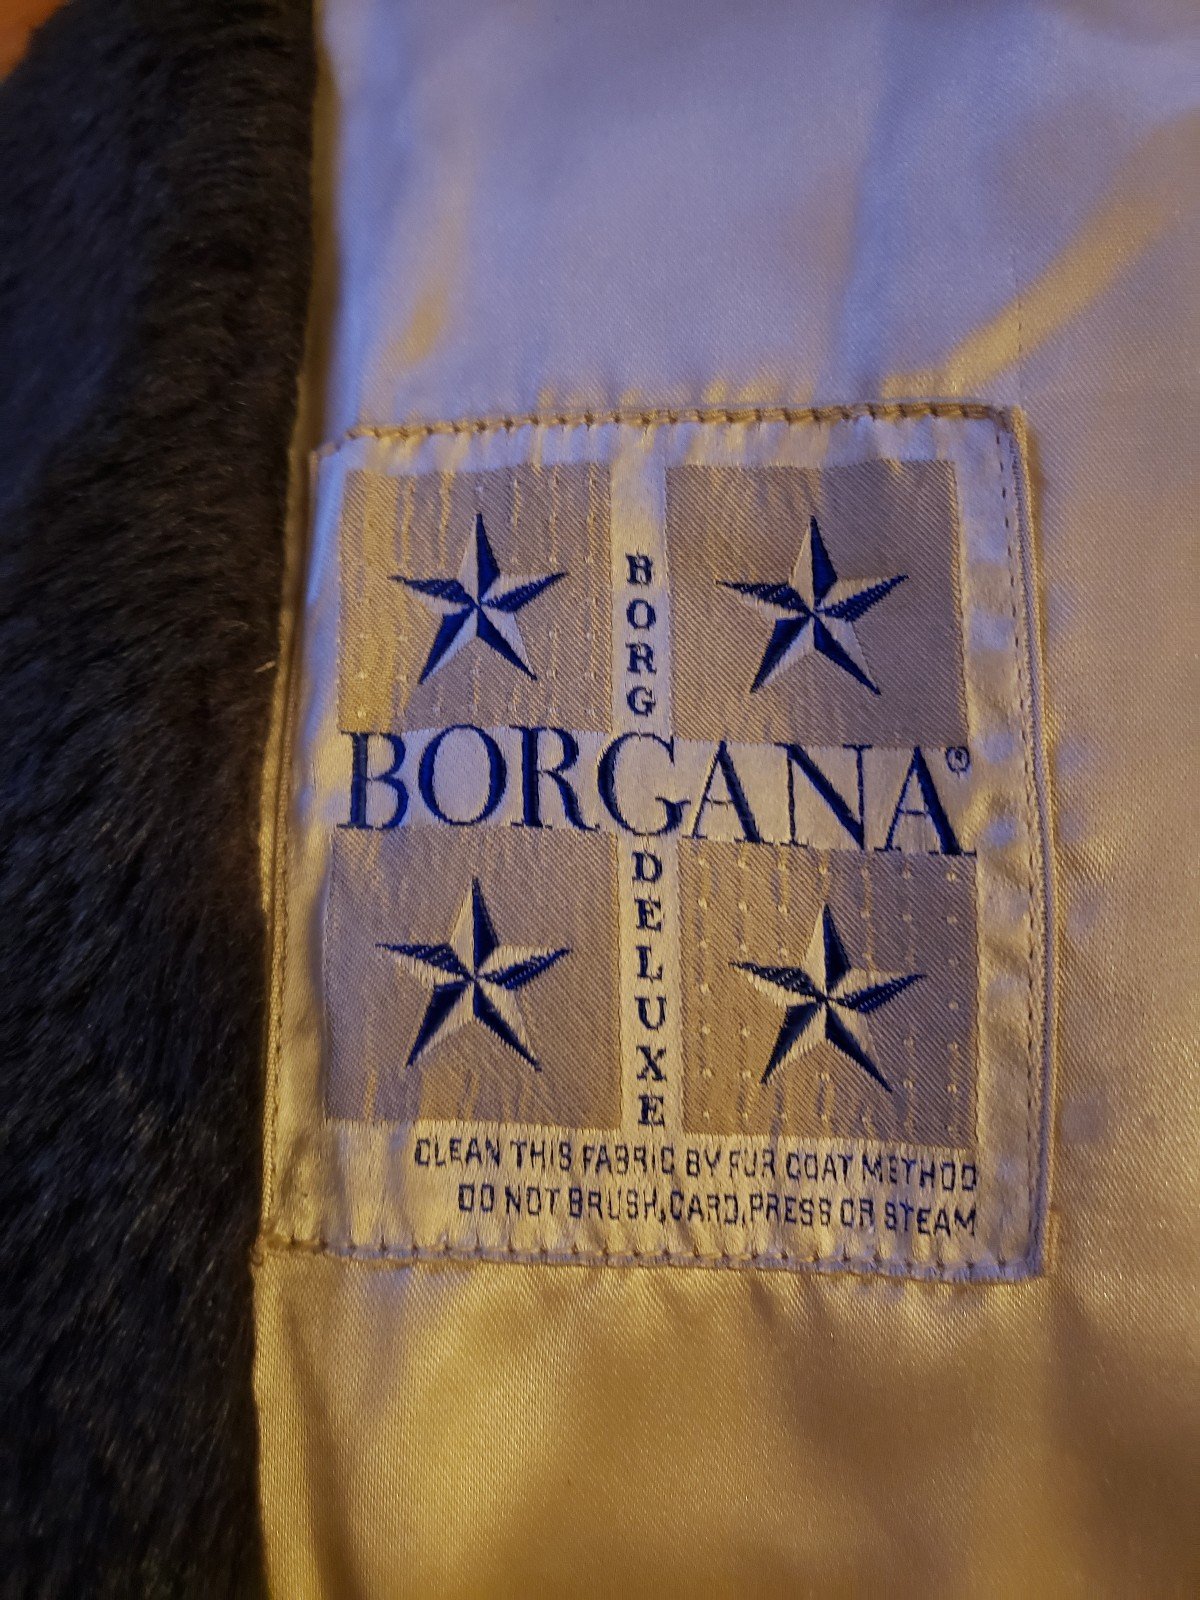 BORG
BORGANA®
DELUXE
CLEAN THIS FABRIC BY FUR COAT METHOD
DO NOT BRUSH, CARD, PRESS OR STEAM